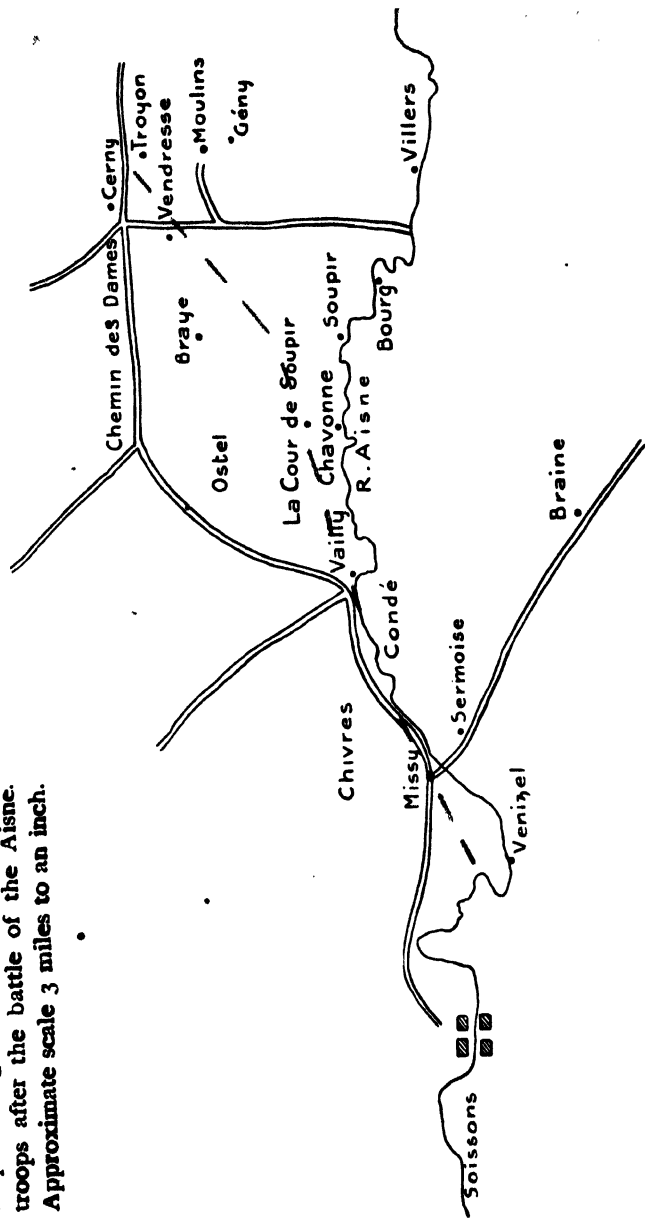 troops after the battle of the Aisne.
Approximate scale 3 miles to an inch.
Cerny
Troyon
Chemin des Dames
Vendresse
Moulins
Gény
Braye
Ostel
La Cour de Soupir
Soupir
Chavonne
Villers
Bourg
R. Aisne
Vailly
Condé
Chivres
Braine
Missy
Sermoise
Venizel
Soissons